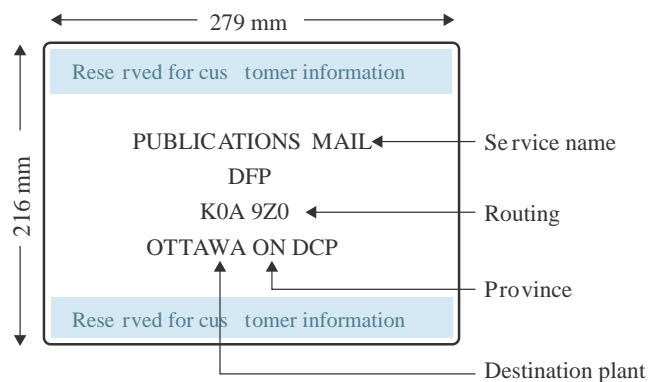 279 mm
216 mm
Rese rved for cus tomer information
PUBLICATIONS MAIL
Se rvice name
DFP
K0A 9Z0
Routing
OTTAWA ON DCP
Province
Rese rved for cus tomer information
Destination plant